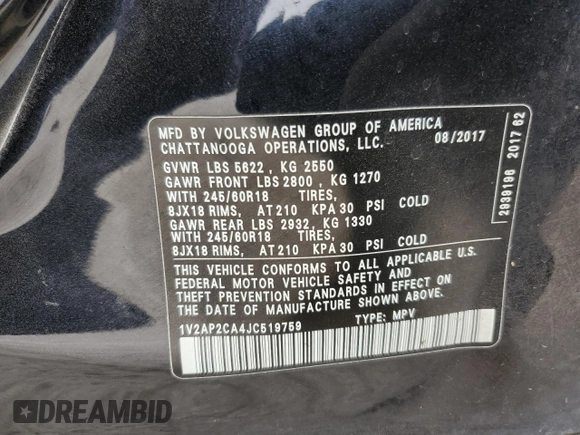 MFD BY VOLKSWAGEN GROUP OF AMERICA
CHATTANOOGA OPERATIONS, LLC. 08/2017
GVWR LBS 5622 , KG 2550
GAWR FRONT LBS 2800 , KG 1270
WITH 245/60R18 TIRES,
8JX18 RIMS, AT 210 KPA 30 PSI COLD
GAWR REAR LBS 2932, KG 1330
WITH 245/60R18 TIRES,
8JX18 RIMS, AT 210 KPA 30 PSI COLD
THIS VEHICLE CONFORMS TO ALL APPLICABLE U.S.
FEDERAL MOTOR VEHICLE SAFETY AND
THEFT PREVENTION STANDARDS IN EFFECT ON
THE DATE OF MANUFACTURE SHOWN ABOVE.
1V2AP2CA4JC519759 TYPE: MPV
2939196 2017 62
DREAMBID